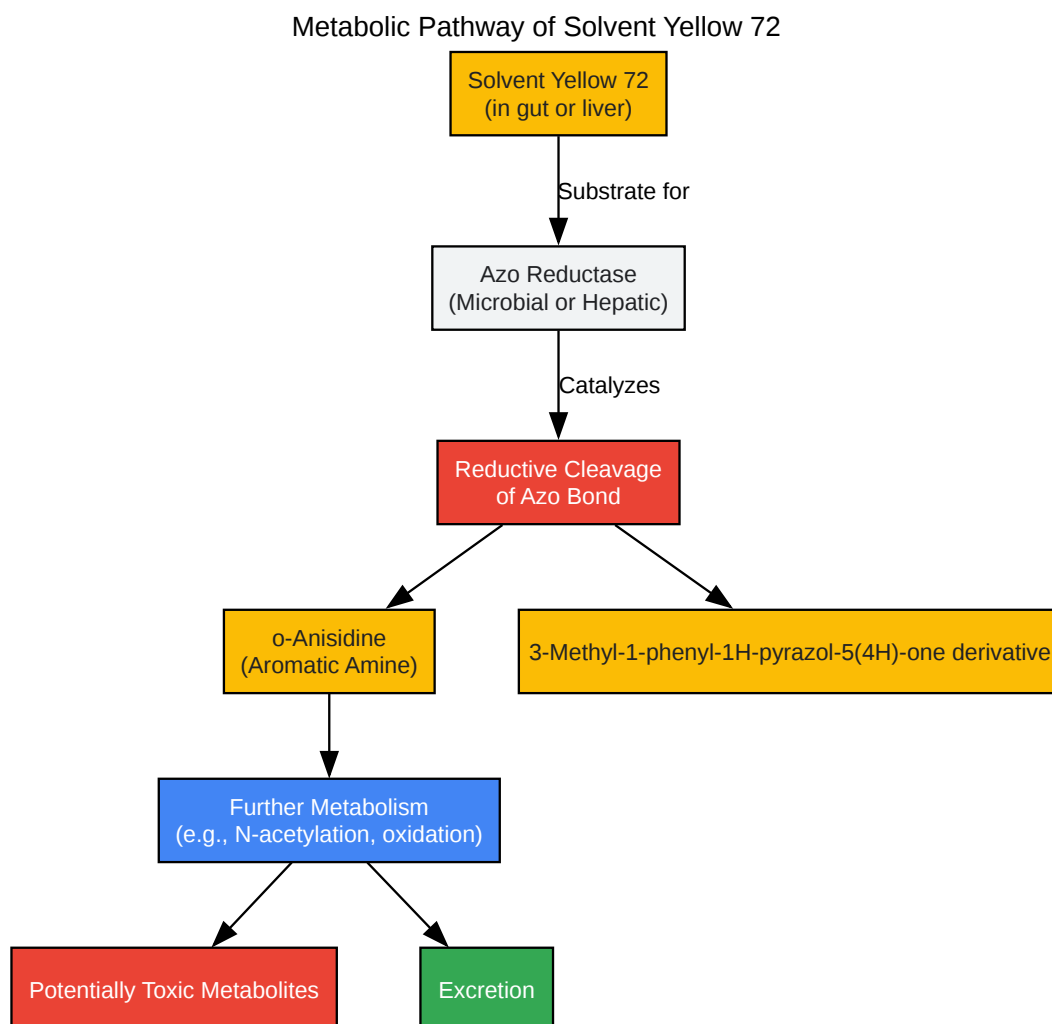 Metabolic Pathway of Solvent Yellow 72
Solvent Yellow 72
(in gut or liver)
Substrate for
Azo Reductase
(Microbial or Hepatic)
Catalyzes
Reductive Cleavage
of Azo Bond
o-Anisidine
(Aromatic Amine)
3-Methyl-1-phenyl-1H-pyrazol-5(4H)-one derivative
Further Metabolism
(e.g., N-acetylation, oxidation)
Potentially Toxic Metabolites
Excretion